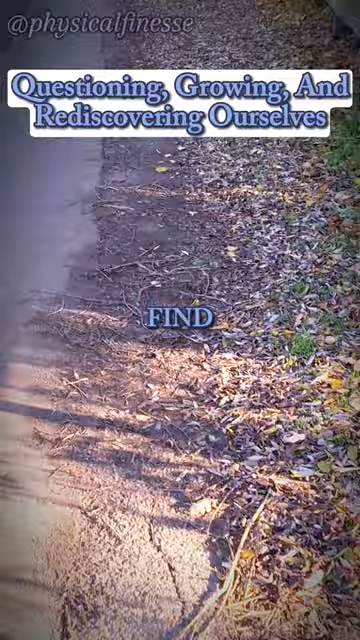 @physicalfinesse
Questioning, Growing, And
Rediscovering Ourselves
FIND